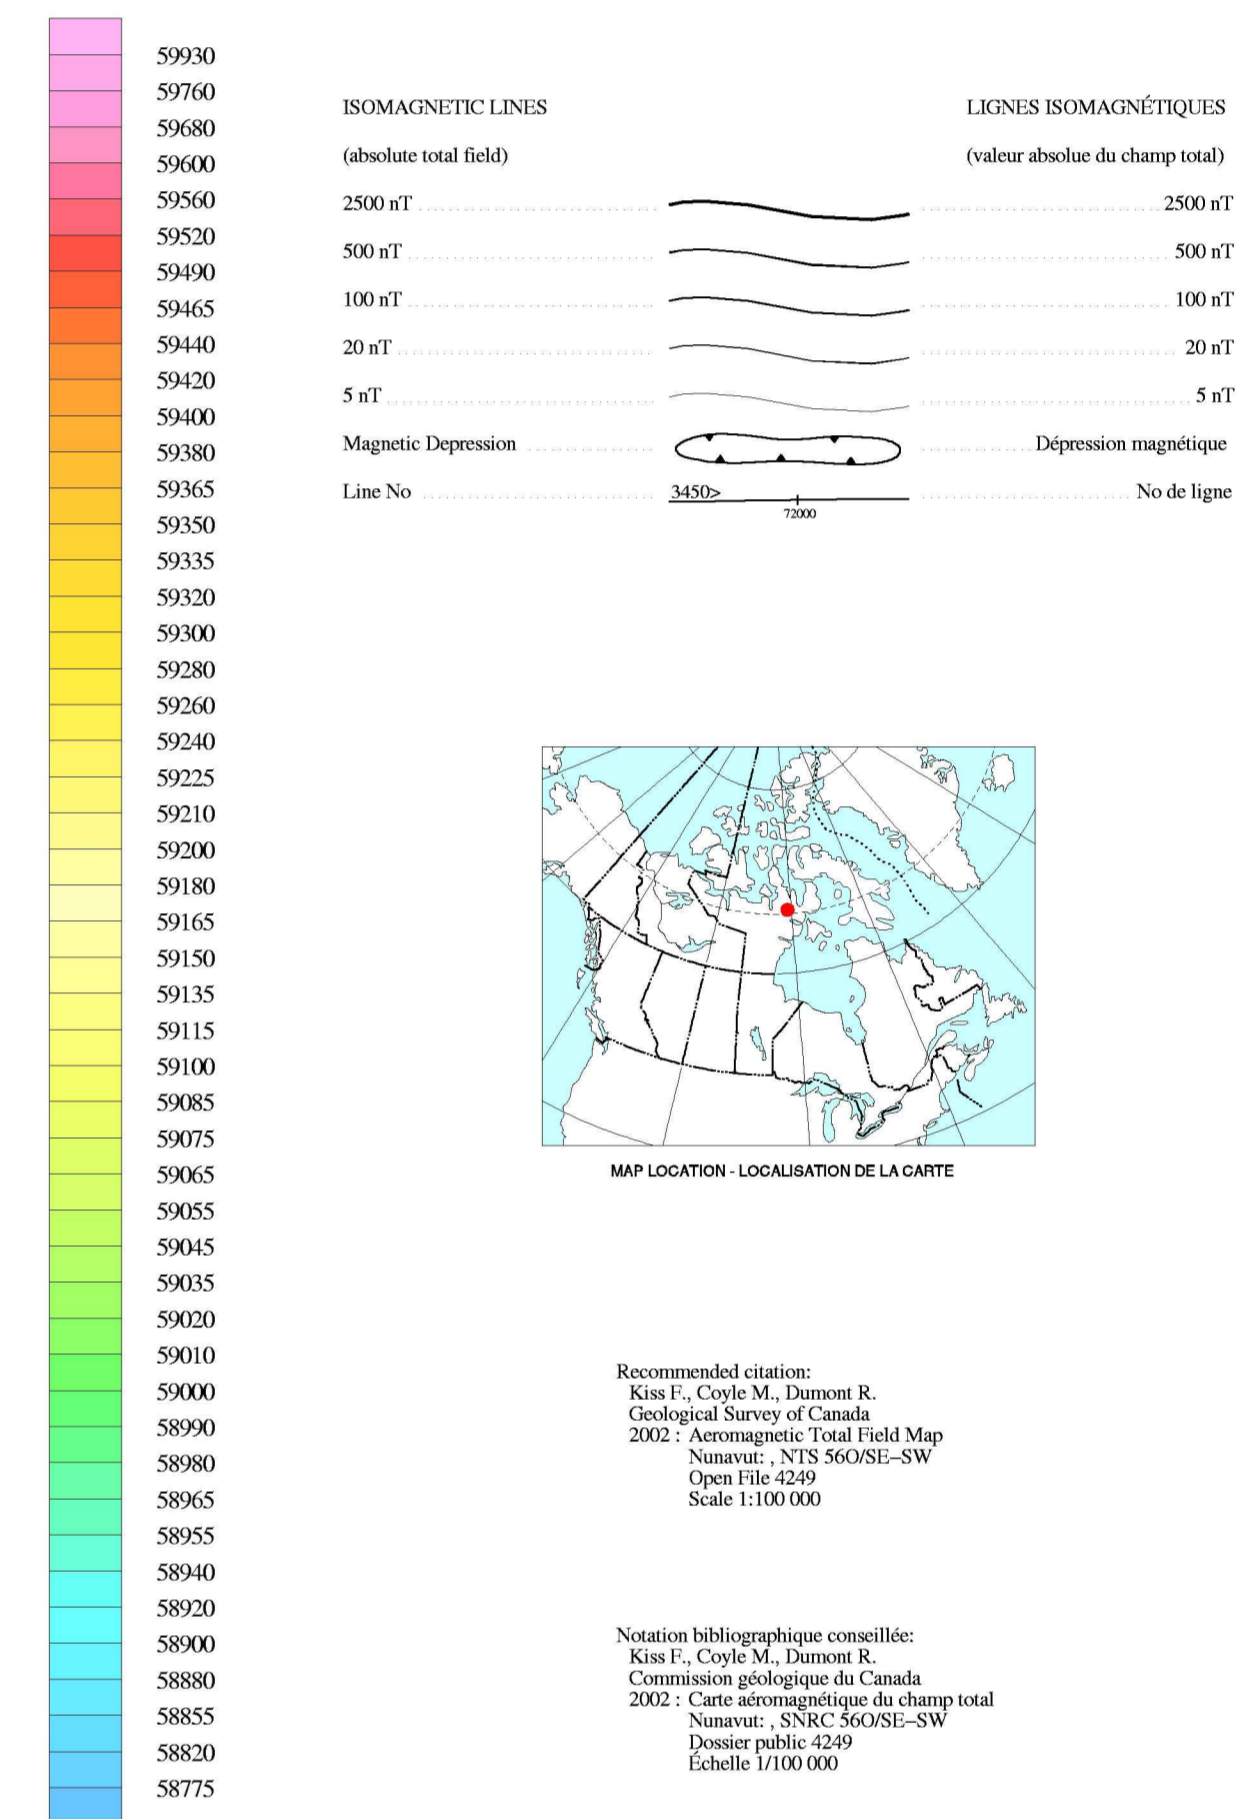 59930
59760
59680
59600
59560
59520
59490
59465
59440
59420
59400
59380
59365
59350
59335
59320
59300
59280
59260
59240
59225
59210
59200
59180
59165
59150
59135
59115
59100
59085
59075
59065
59055
59045
59035
59020
59010
59000
58990
58980
58965
58955
58940
58920
58900
58880
58855
58820
58775
ISOMAGNETIC LINES LIGNES ISOMAGNÉTIQUES
(absolute total field) (valeur absolue du champ total)
2500 nT 2500 nT
500 nT 500 nT
100 nT 100 nT
20 nT 20 nT
5 nT 5 nT
Magnetic Depression Dépression magnétique
Line No 3450> No de ligne
72000
MAP LOCATION - LOCALISATION DE LA CARTE
Recommended citation:
Kiss F., Coyle M., Dumont R.
Geological Survey of Canada
2002 : Aeromagnetic Total Field Map
Nunavut: , NTS 56O/SE–SW
Open File 4249
Scale 1:100 000
Notation bibliographique conseillée:
Kiss F., Coyle M., Dumont R.
Commission géologique du Canada
2002 : Carte aéromagnétique du champ total
Nunavut: , SNRC 56O/SE–SW
Dossier public 4249
Échelle 1/100 000